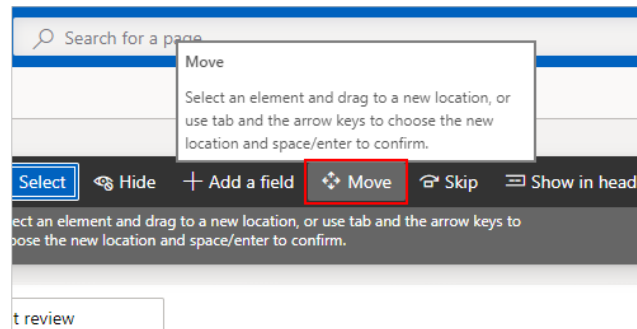 Search for a page
Move
Select an element and drag to a new location, or
use tab and the arrow keys to choose the new
location and space/enter to confirm.
Select Hide Add a field Move Skip Show in head
ect an element and drag to a new location, or use tab and the arrow keys to
oose the new location and space/enter to confirm.
t review